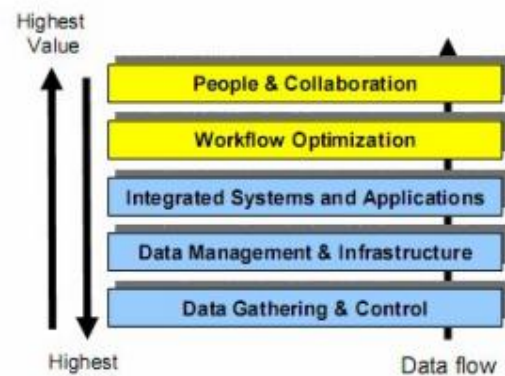 Highest
Value
People & Collaboration
Workflow Optimization
Integrated Systems and Applications
Data Management & Infrastructure
Data Gathering & Control
Highest
Data flow